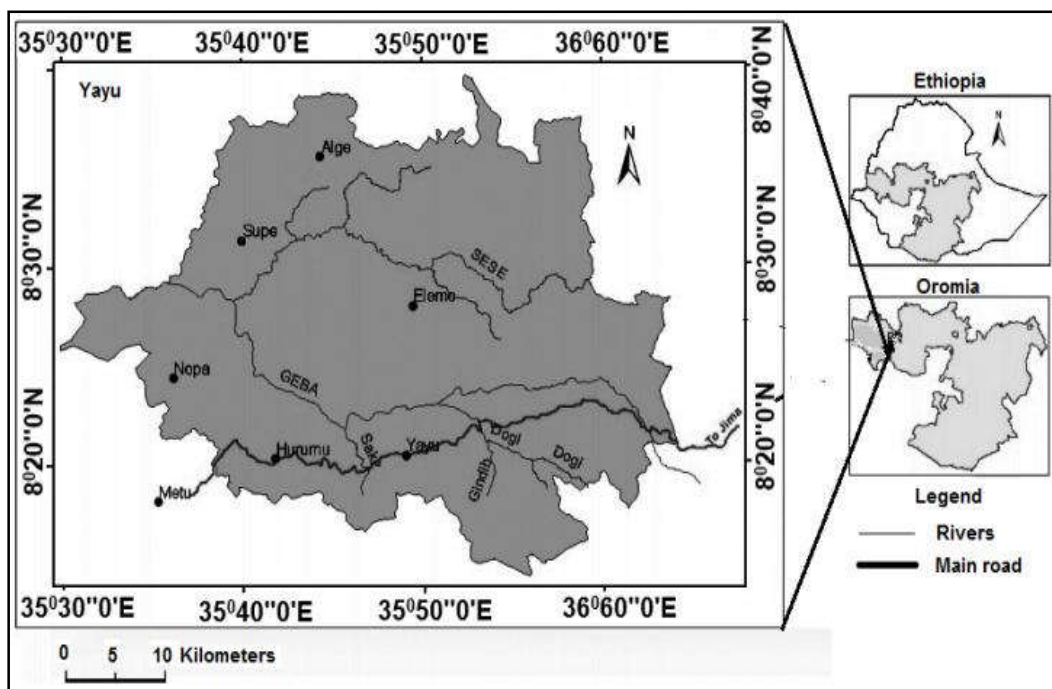 35⁰30"0'E 35⁰40"0'E 35⁰50"0'E 36⁰60"0'E
Yayu
8⁰40"0'N
N
Alge
Supe
8⁰30"0'N
8⁰30"0'N
SESE
Elemo
Nopa
GEBA
8⁰20"0'N
8⁰20"0'N
Saki
Hurumu
Yayu
Dogi
Dogi
Gindib
To Jima
Metu
35⁰30"0'E 35⁰40"0'E 35⁰50"0'E 36⁰60"0'E
0 5 10 Kilometers
Ethiopia
N
Oromia
Legend
Rivers
Main road